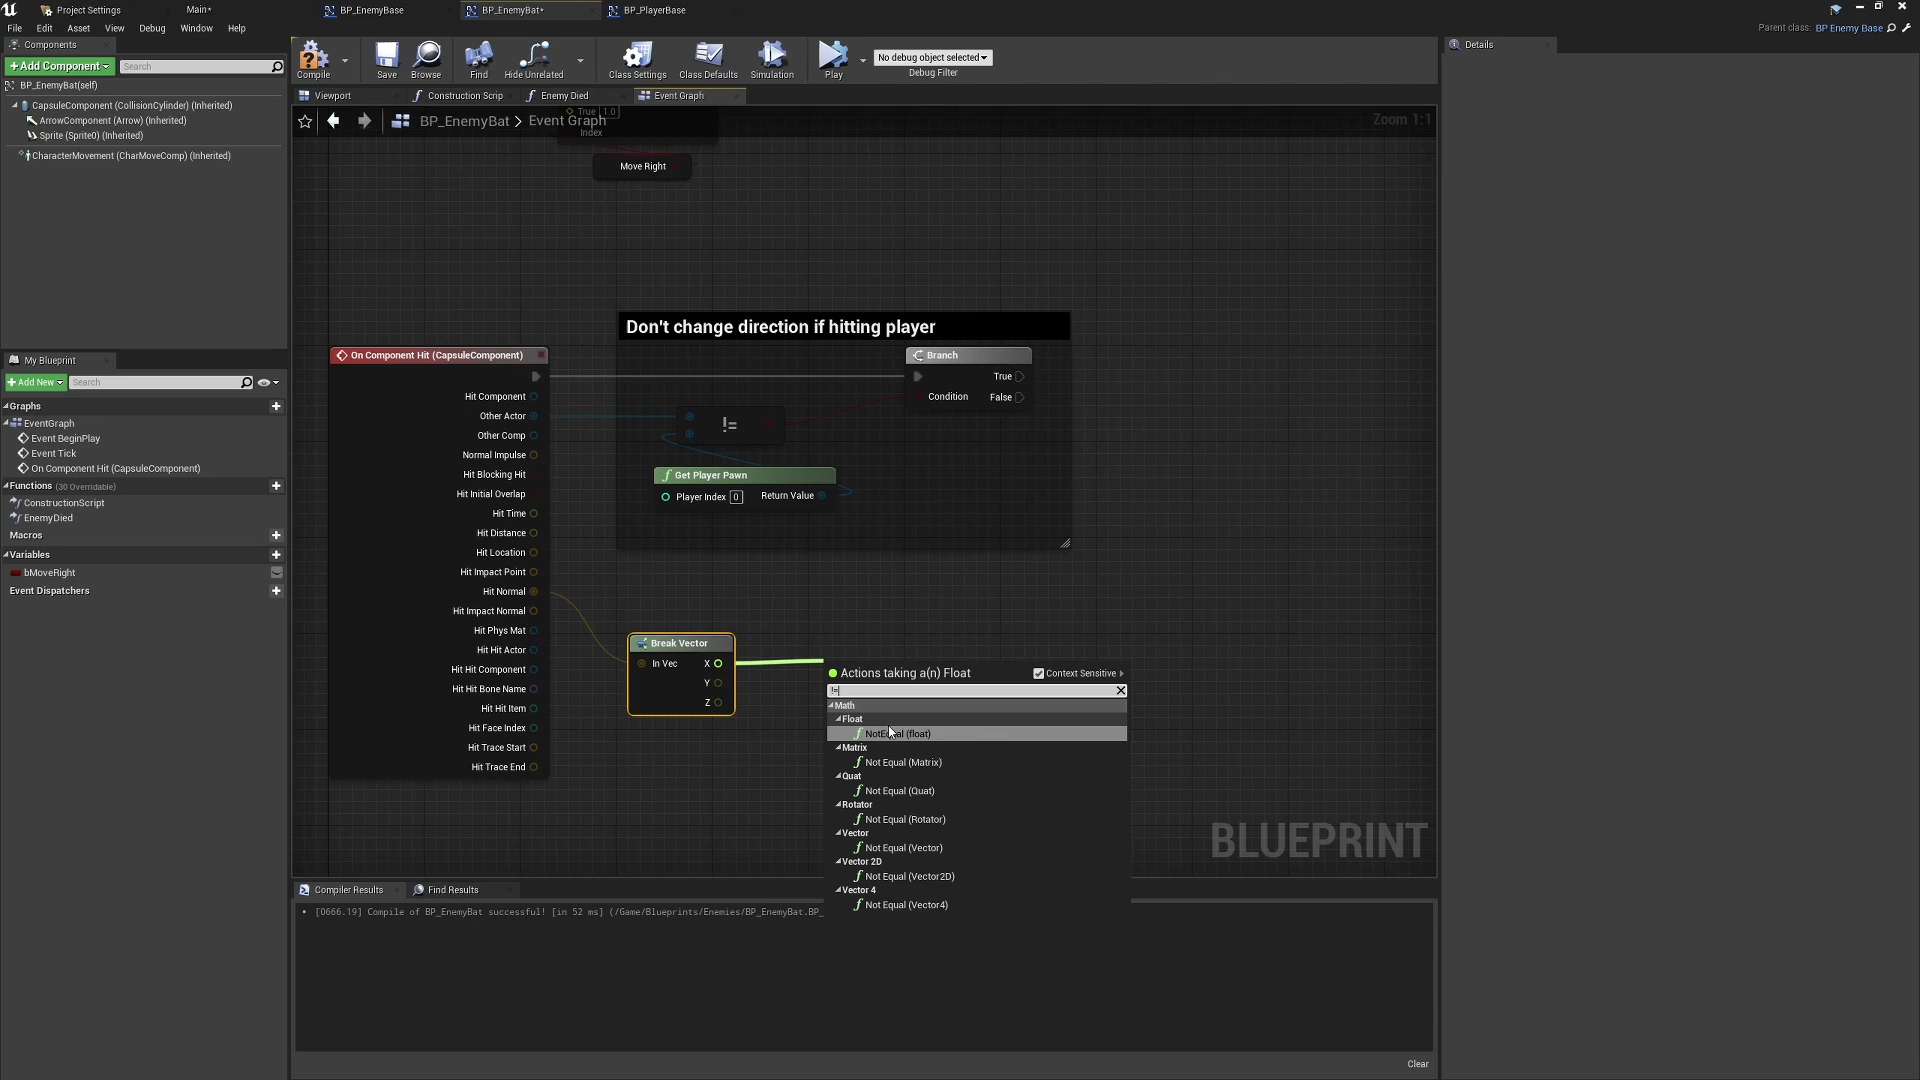 Project Settings
Main*
BP_EnemyBase
BP_EnemyBat*
BP_PlayerBase
File
Edit
Asset
View
Debug
Window
Help
Parent class: BP Enemy Base
Components
+Add Component
Search
BP_EnemyBat(self)
CapsuleComponent (CollisionCylinder) (Inherited)
ArrowComponent (Arrow) (Inherited)
Sprite (Sprite0) (Inherited)
CharacterMovement (CharMoveComp) (Inherited)
My Blueprint
+Add New
Search
Graphs
EventGraph
Event BeginPlay
Event Tick
On Component Hit (CapsuleComponent)
Functions (30 Overridable)
ConstructionScript
EnemyDied
Macros
Variables
bMoveRight
Event Dispatchers
Compile
Save
Browse
Find
Hide Unrelated
Class Settings
Class Defaults
Simulation
Play
No debug object selected
Debug Filter
Viewport
Construction Scrip
Enemy Died
Event Graph
BP_EnemyBat > Event Graph
Zoom 1:1
True 1.0
Index
Move Right
Don't change direction if hitting player
On Component Hit (CapsuleComponent)
Hit Component
Other Actor
Other Comp
Normal Impulse
Hit Blocking Hit
Hit Initial Overlap
Hit Time
Hit Distance
Hit Location
Hit Impact Point
Hit Normal
Hit Impact Normal
Hit Phys Mat
Hit Hit Actor
Hit Hit Component
Hit Hit Bone Name
Hit Hit Item
Hit Face Index
Hit Trace Start
Hit Trace End
Branch
True
Condition
False
!=
Get Player Pawn
Player Index 0
Return Value
Break Vector
In Vec
X
Y
Z
Actions taking a(n) Float
Context Sensitive
!=
Math
Float
NotEqual (float)
Matrix
Not Equal (Matrix)
Quat
Not Equal (Quat)
Rotator
Not Equal (Rotator)
Vector
Not Equal (Vector)
Vector 2D
Not Equal (Vector2D)
Vector 4
Not Equal (Vector4)
BLUEPRINT
Compiler Results
Find Results
[0666.19] Compile of BP_EnemyBat successful! [in 52 ms] (/Game/Blueprints/Enemies/BP_EnemyBat.BP_
Clear
Details